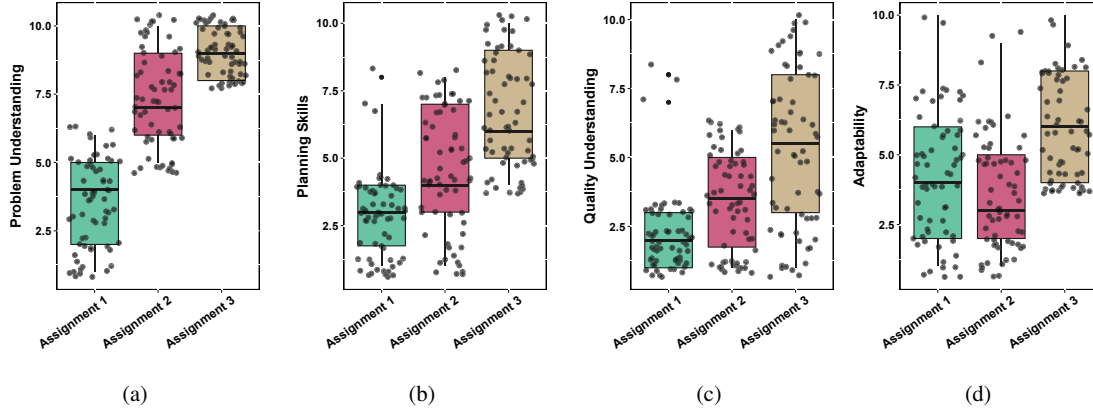 Problem Understanding
10.0
7.5
5.0
2.5
Assignment 1
Assignment 2
Assignment 3
(a)
Planning Skills
10.0
7.5
5.0
2.5
Assignment 1
Assignment 2
Assignment 3
(b)
Quality Understanding
10.0
7.5
5.0
2.5
Assignment 1
Assignment 2
Assignment 3
(c)
Adaptability
10.0
7.5
5.0
2.5
Assignment 1
Assignment 2
Assignment 3
(d)